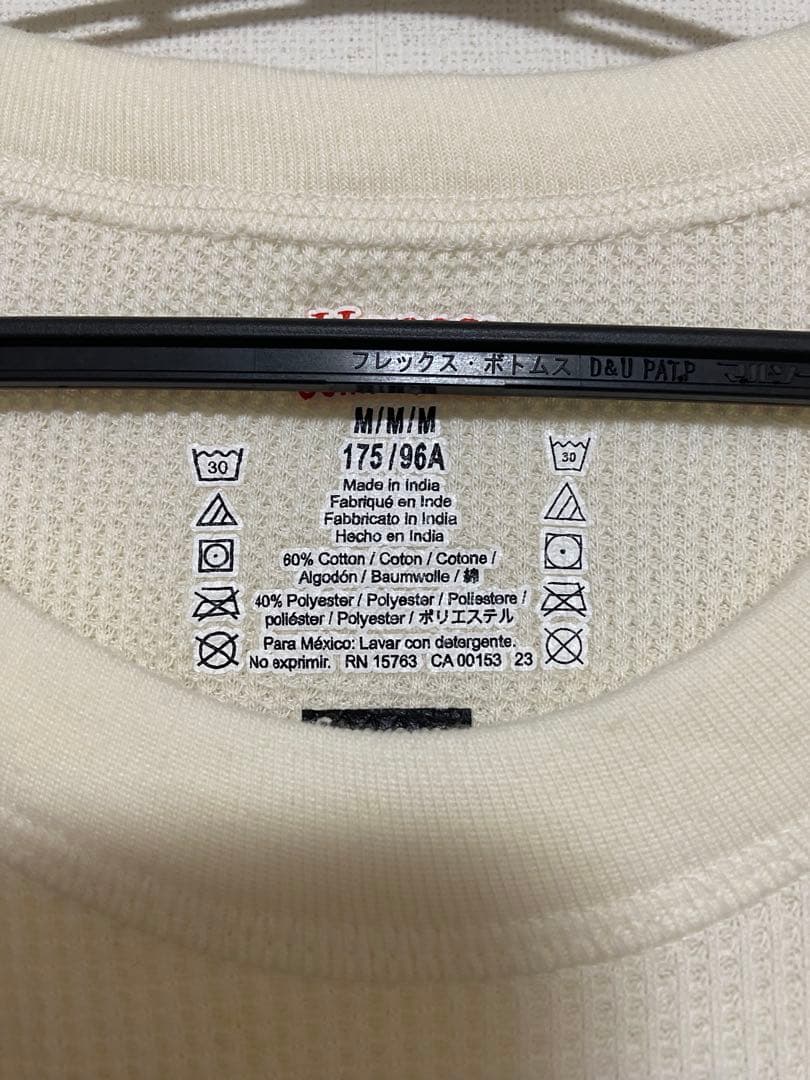 フレックス・ボトムス D&U PAT.P
M/M/M
175/96A
30
30
Made in India
Fabriqué en Inde
Fabbricato in India
Hecho en India
60% Cotton / Coton / Cotone /
Algodón / Baumwolle / 綿
40% Polyester / Polyester / Poliestere /
poliéster / Polyester / ポリエステル
Para México: Lavar con detergente.
No exprimir. RN 15763 CA 00153 23